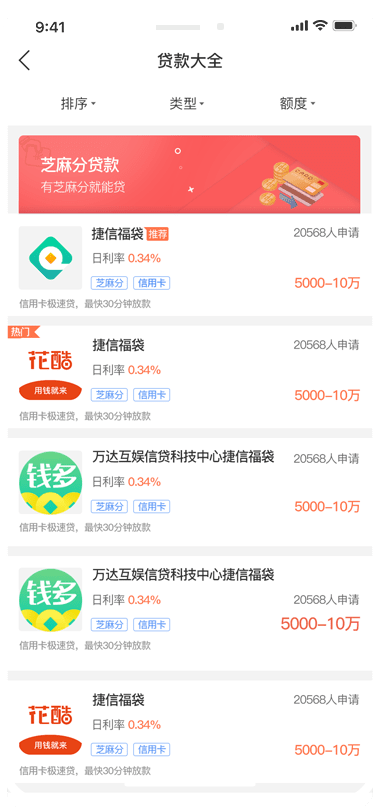 9:41
贷款大全
排序 类型 额度
芝麻分贷款
有芝麻分就能贷
捷信福袋 推荐 20568人申请
日利率 0.34%
芝麻分 信用卡 5000-10万
信用卡极速贷，最快30分钟放款
热门
花酷 捷信福袋 20568人申请
日利率 0.34%
用钱就来 芝麻分 信用卡 5000-10万
信用卡极速贷，最快30分钟放款
钱多 万达互娱信贷科技中心捷信福袋 20568人申请
日利率 0.34%
芝麻分 信用卡 5000-10万
信用卡极速贷，最快30分钟放款
钱多 万达互娱信贷科技中心捷信福袋
日利率 0.34% 20568人申请
芝麻分 信用卡 5000-10万
信用卡极速贷，最快30分钟放款
花酷 捷信福袋 20568人申请
日利率 0.34%
用钱就来 芝麻分 信用卡 5000-10万
信用卡极速贷，最快30分钟放款